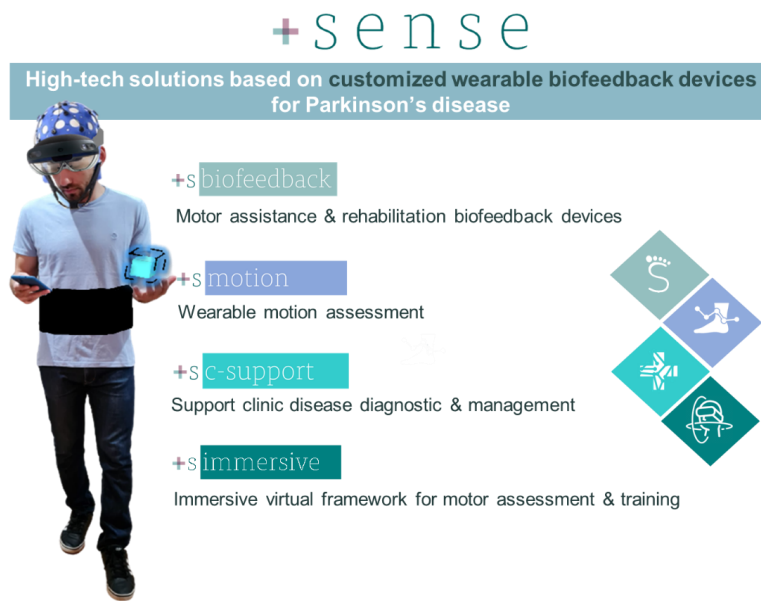 +sense
High-tech solutions based on customized wearable biofeedback devices
for Parkinson's disease
+s biofeedback
Motor assistance & rehabilitation biofeedback devices
+s motion
Wearable motion assessment
+s c-support
Support clinic disease diagnostic & management
+s immersive
Immersive virtual framework for motor assessment & training
S